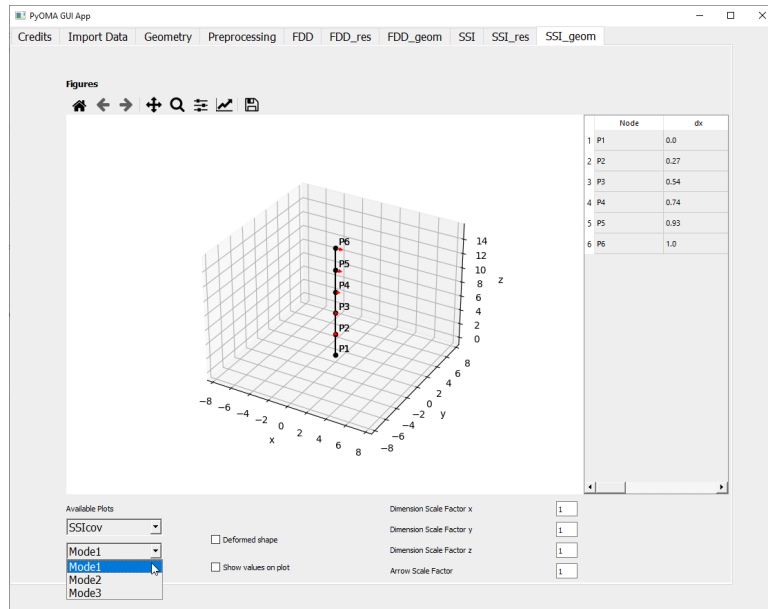 PyOMA GUI App
Credits Import Data Geometry Preprocessing FDD FDD_res FDD_geom SSI SSI_res SSI_geom
Figures
Node dx
1 P1 0.0
2 P2 0.27
3 P3 0.54
4 P4 0.74
5 P5 0.93
6 P6 1.0
P6
P5
P4
P3
P2
P1
14
12
10
8
6
4
2
0
z
−8 −6 −4 −2 0 2 4 6 8
x
−8 −6 −4 −2 0 2 4 6 8
y
Available Plots
SSIcov
Mode1
Mode1
Mode2
Mode3
Deformed shape
Show values on plot
Dimension Scale Factor x 1
Dimension Scale Factor y 1
Dimension Scale Factor z 1
Arrow Scale Factor 1